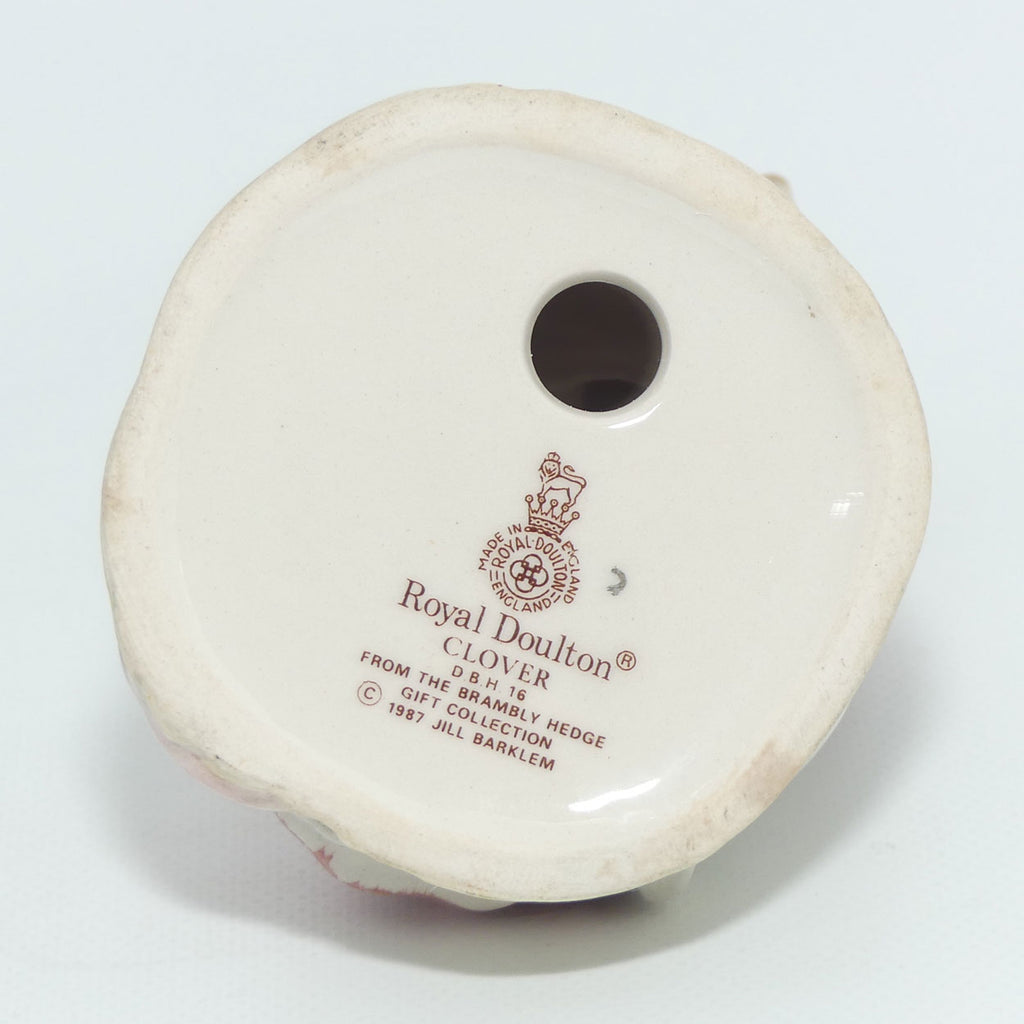 MADE IN ENGLAND
ROYAL·DOULTON
ENGLAND
Royal Doulton®
CLOVER
D.B.H. 16
FROM THE BRAMBLY HEDGE
GIFT COLLECTION
© 1987 JILL BARKLEM